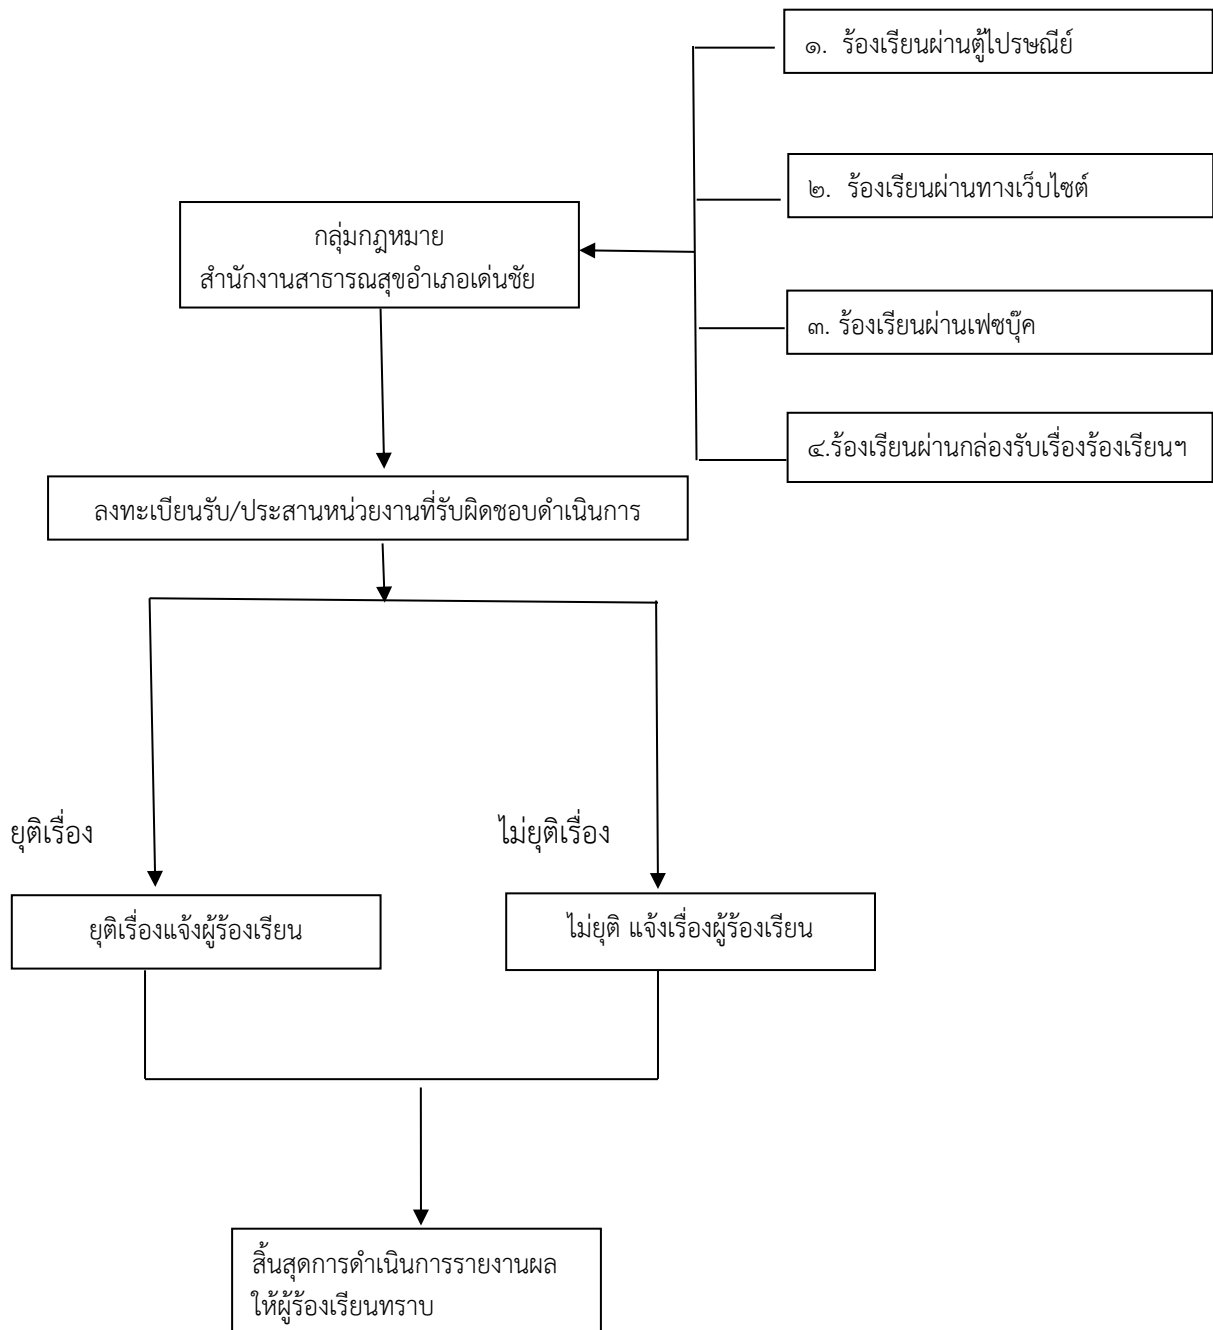 ๑. ร้องเรียนผ่านตู้ไปรษณีย์
๒. ร้องเรียนผ่านทางเว็บไซต์
กลุ่มกฎหมาย
สำนักงานสาธารณสุขอำเภอเด่นชัย
๓. ร้องเรียนผ่านเฟซบุ๊ค
๔.ร้องเรียนผ่านกล่องรับเรื่องร้องเรียนฯ
ลงทะเบียนรับ/ประสานหน่วยงานที่รับผิดชอบดำเนินการ
ยุติเรื่อง
ไม่ยุติเรื่อง
ยุติเรื่องแจ้งผู้ร้องเรียน
ไม่ยุติ แจ้งเรื่องผู้ร้องเรียน
สิ้นสุดการดำเนินการรายงานผล
ให้ผู้ร้องเรียนทราบ